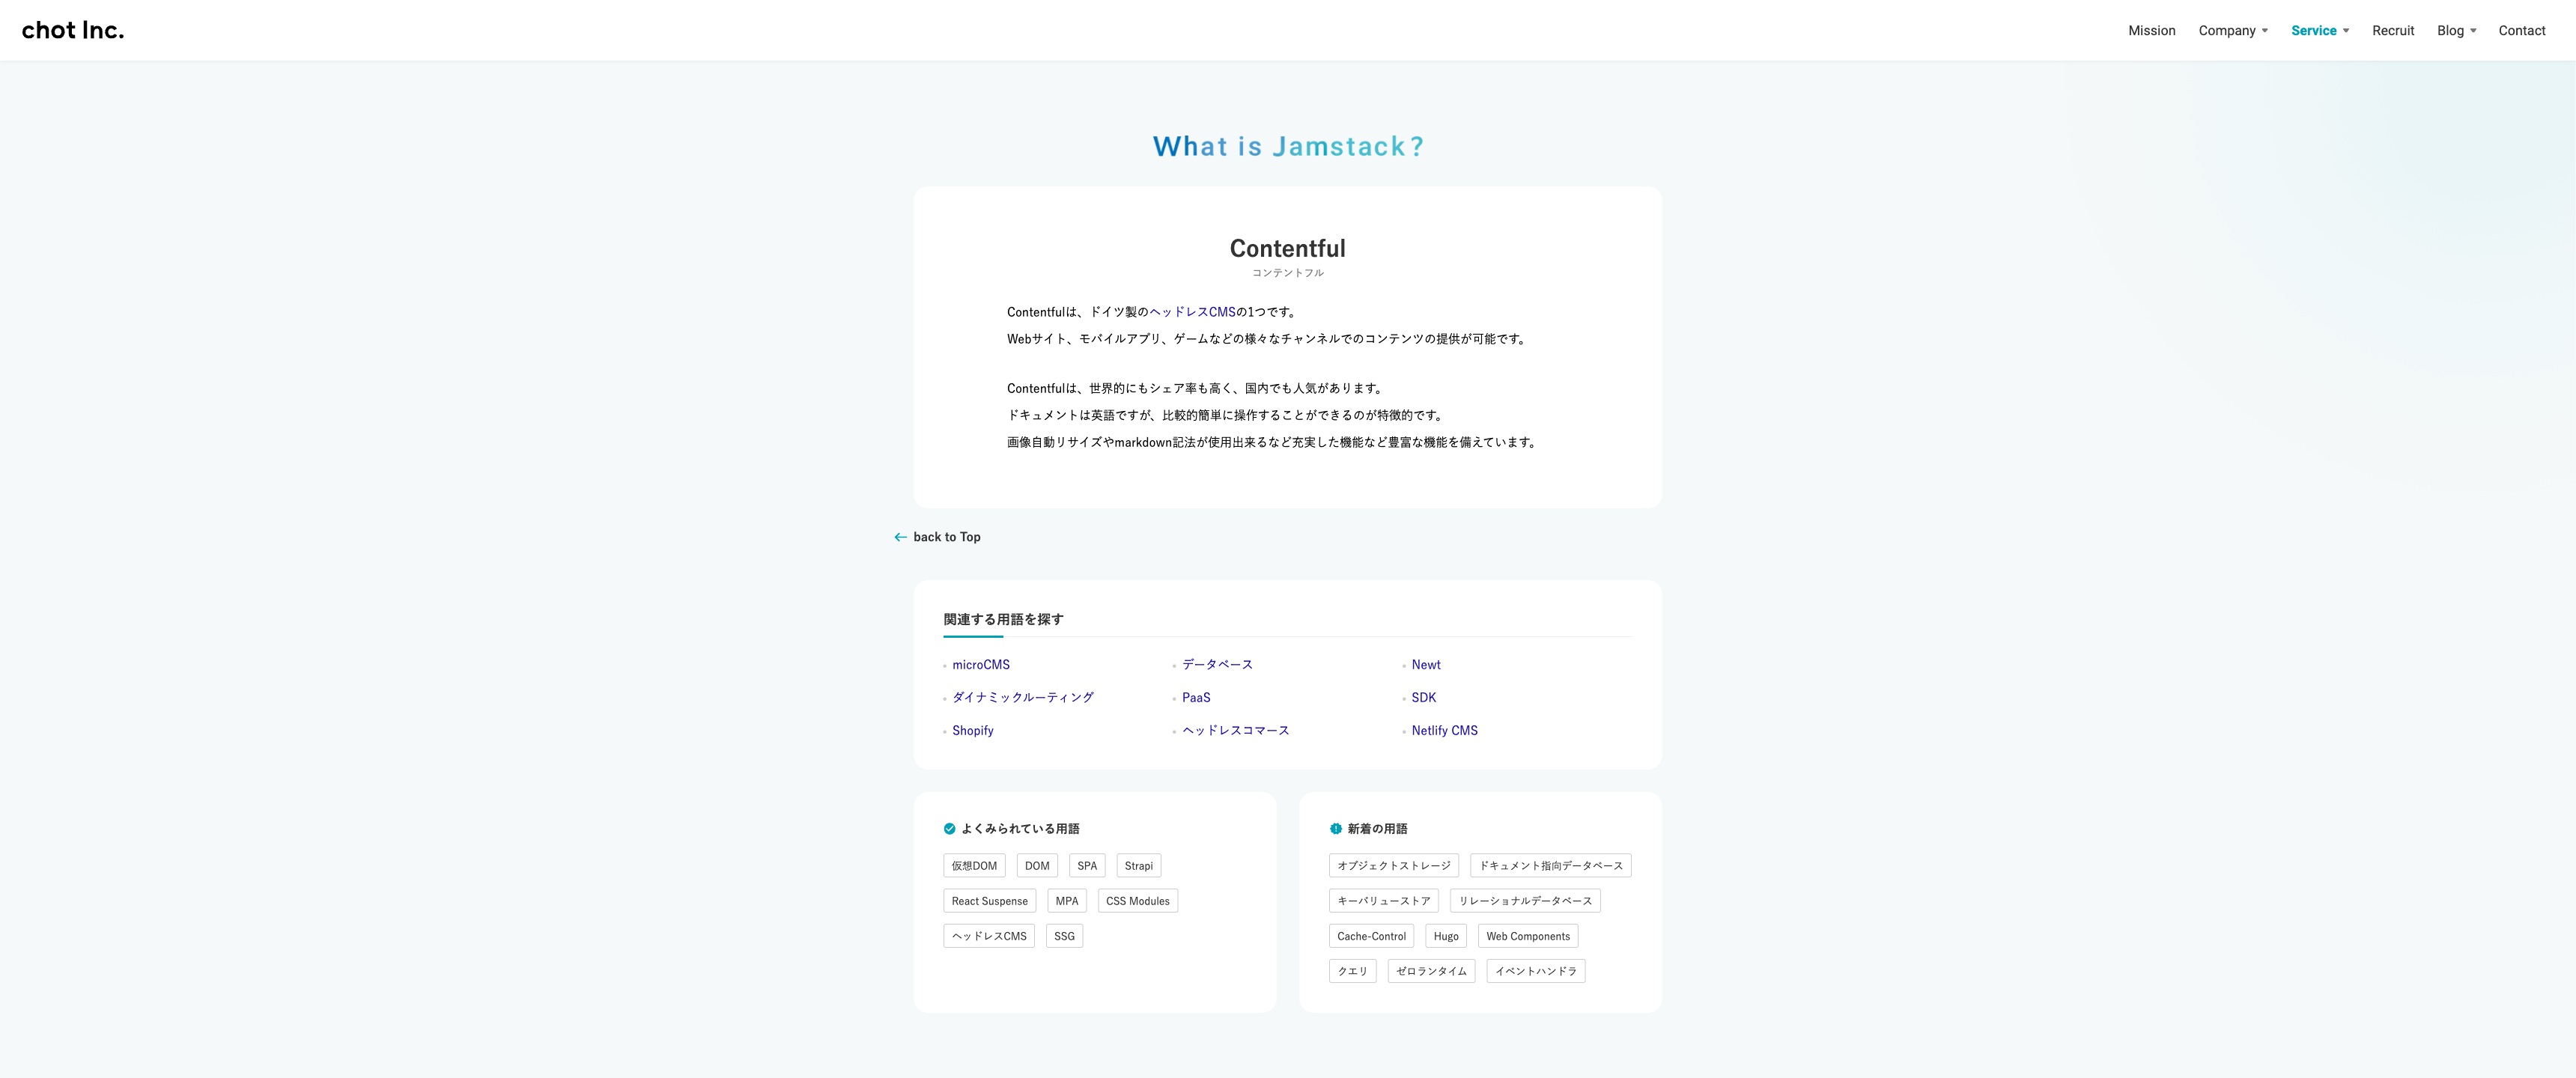 chot Inc.
Mission Company Service Recruit Blog Contact
What is Jamstack?
Contentful
コンテントフル
Contentfulは、ドイツ製のヘッドレスCMSの1つです。
Webサイト、モバイルアプリ、ゲームなどの様々なチャンネルでのコンテンツの提供が可能です。
Contentfulは、世界的にもシェア率も高く、国内でも人気があります。
ドキュメントは英語ですが、比較的簡単に操作することができるのが特徴的です。
画像自動リサイズやmarkdown記法が使用出来るなど充実した機能など豊富な機能を備えています。
back to Top
関連する用語を探す
microCMS データベース Newt
ダイナミックルーティング PaaS SDK
Shopify ヘッドレスコマース Netlify CMS
よくみられている用語
仮想DOM DOM SPA Strapi
React Suspense MPA CSS Modules
ヘッドレスCMS SSG
新着の用語
オブジェクトストレージ ドキュメント指向データベース
キーバリューストア リレーショナルデータベース
Cache-Control Hugo Web Components
クエリ ゼロランタイム イベントハンドラ